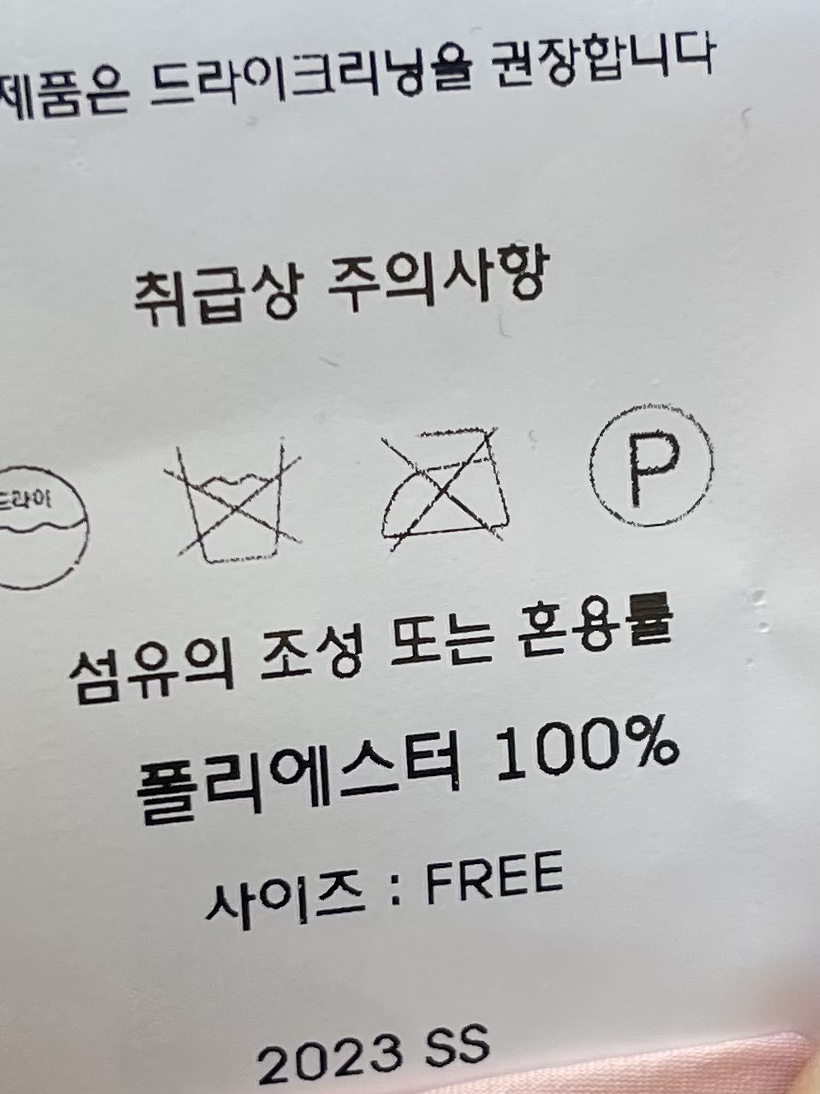 제품은 드라이크리닝을 권장합니다
취급상 주의사항
드라이 P
섬유의 조성 또는 혼용률
폴리에스터 100%
사이즈 : FREE
2023 SS